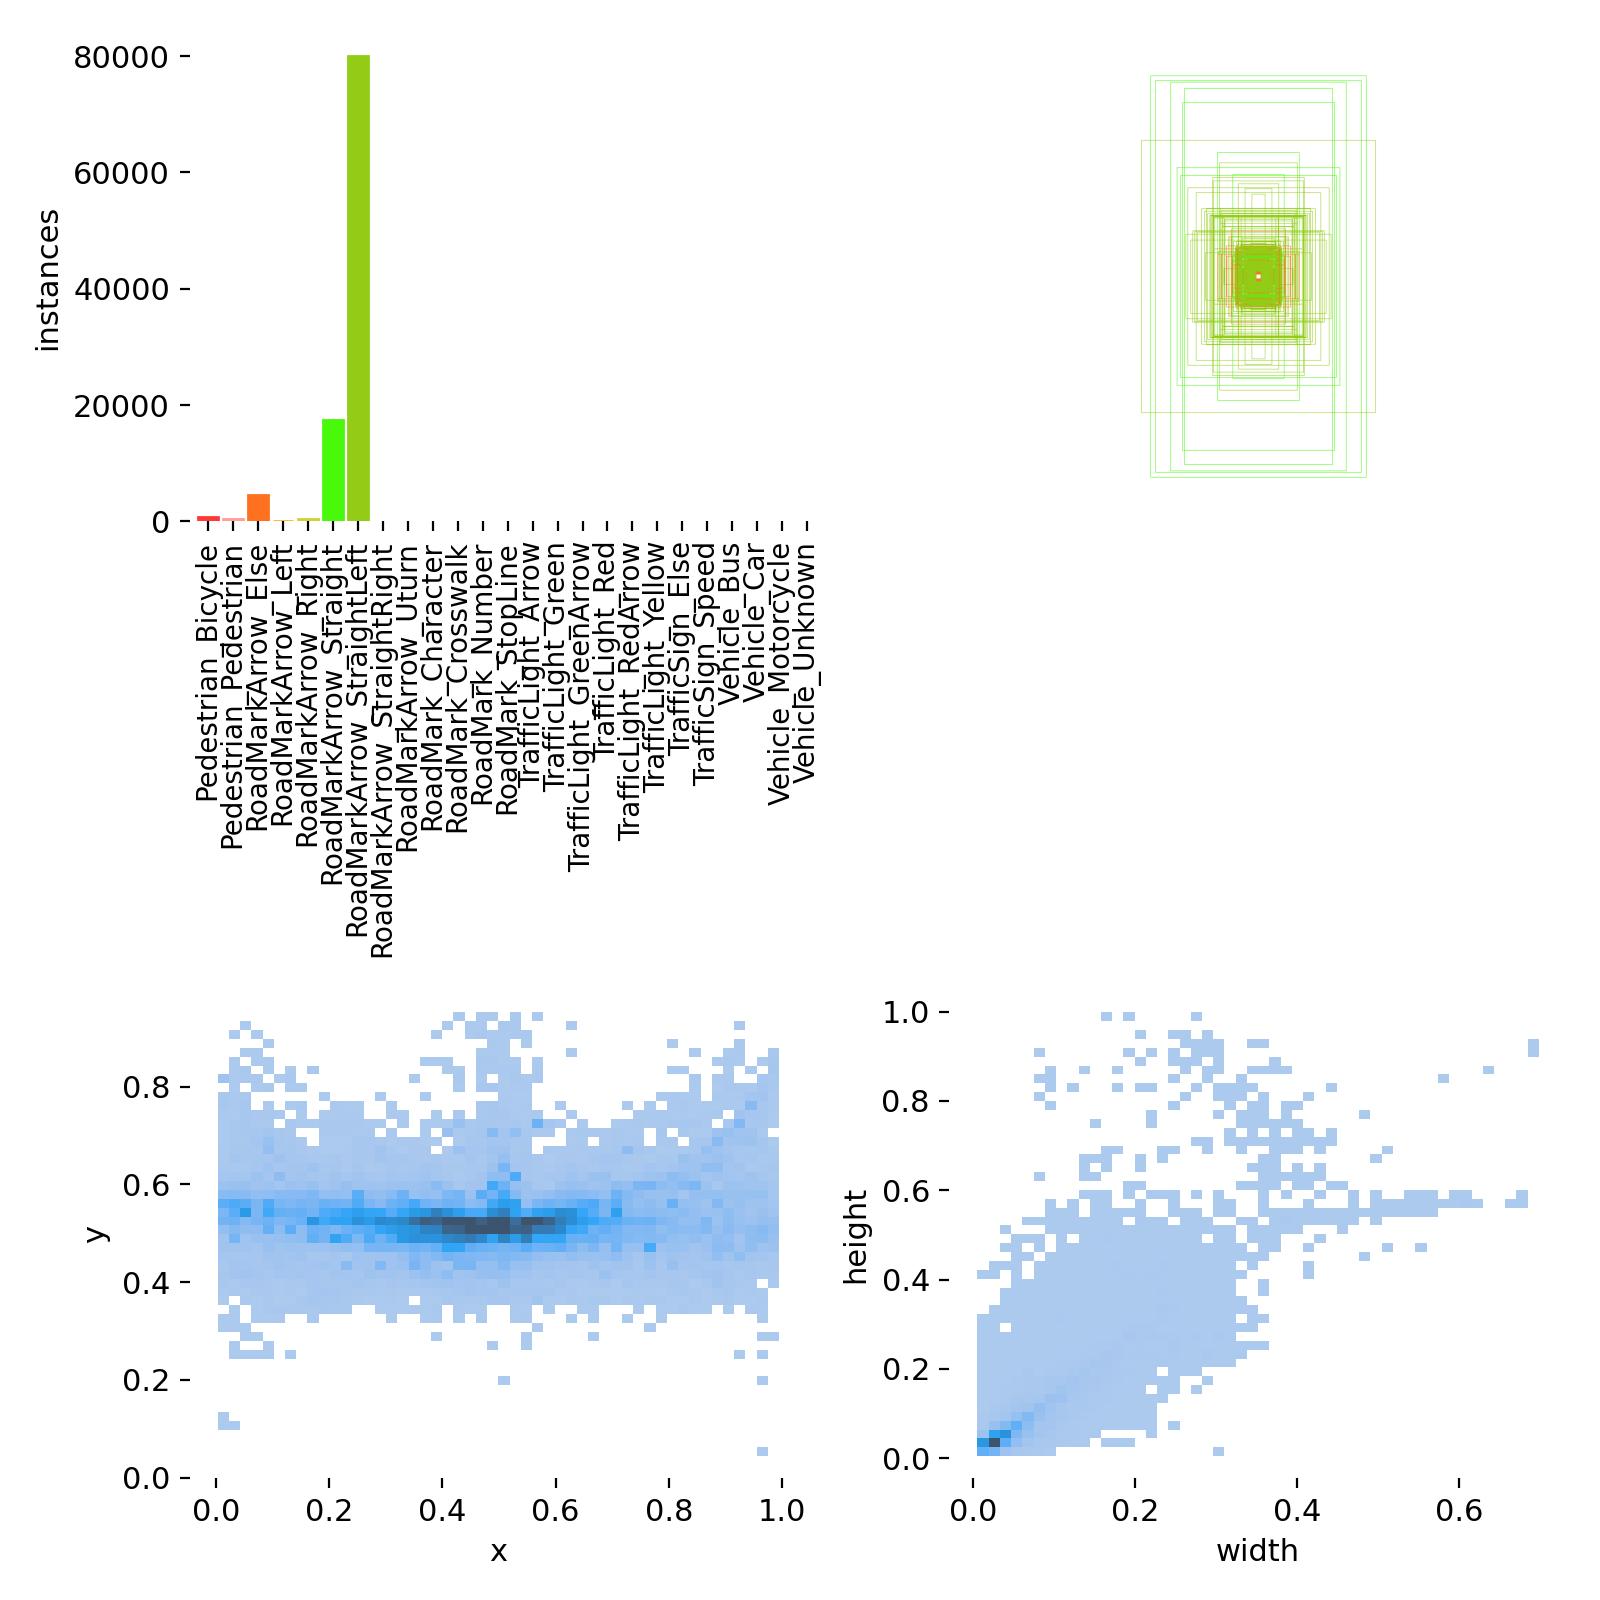 80000
60000
40000
20000
0
instances
Pedestrian_Bicycle
Pedestrian_Pedestrian
RoadMarkArrow_Else
RoadMarkArrow_Left
RoadMarkArrow_Right
RoadMarkArrow_Straight
RoadMarkArrow_StraightLeft
RoadMarkArrow_StraightRight
RoadMarkArrow_Uturn
RoadMark_Character
RoadMark_Crosswalk
RoadMark_Number
RoadMark_StopLine
TrafficLight_Arrow
TrafficLight_Green
TrafficLight_GreenArrow
TrafficLight_Red
TrafficLight_RedArrow
TrafficLight_Yellow
TrafficSign_Else
TrafficSign_Speed
Vehicle_Bus
Vehicle_Car
Vehicle_Motorcycle
Vehicle_Unknown
0.8
0.6
0.4
0.2
0.0
y
0.0 0.2 0.4 0.6 0.8 1.0
x
1.0
0.8
0.6
0.4
0.2
0.0
height
0.0 0.2 0.4 0.6
width